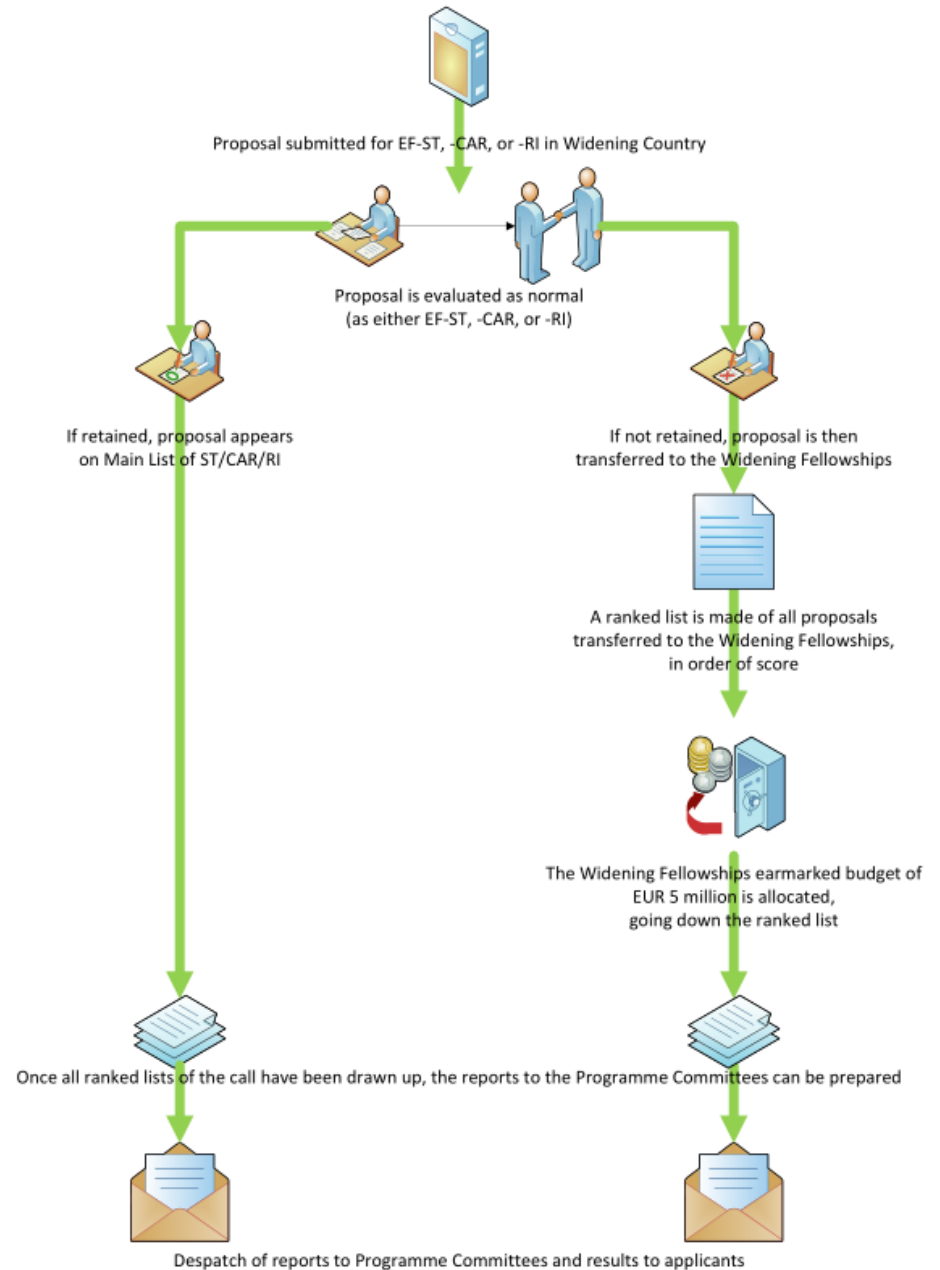 Proposal submitted for EF-ST, -CAR, or -RI in Widening Country
Proposal is evaluated as normal
(as either EF-ST, -CAR, or -RI)
If retained, proposal appears
on Main List of ST/CAR/RI
If not retained, proposal is then
transferred to the Widening Fellowships
A ranked list is made of all proposals
transferred to the Widening Fellowships,
in order of score
The Widening Fellowships earmarked budget of
EUR 5 million is allocated,
going down the ranked list
Once all ranked lists of the call have been drawn up, the reports to the Programme Committees can be prepared
Despatch of reports to Programme Committees and results to applicants